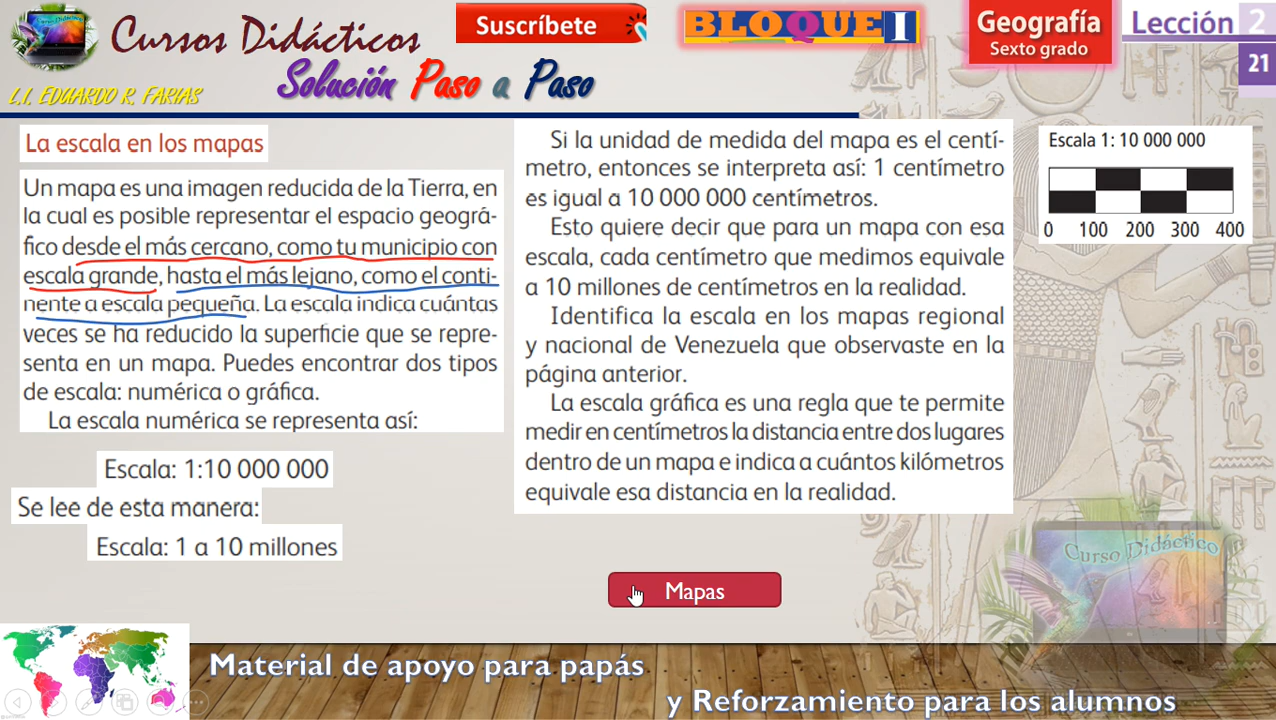 Cursos Didácticos
Solución Paso a Paso
L.I. EDUARDO R. FARIAS
Suscríbete
BLOQUE I
Geografía
Sexto grado
Lección 2
21
La escala en los mapas
Un mapa es una imagen reducida de la Tierra, en
la cual es posible representar el espacio geográ-
fico desde el más cercano, como tu municipio con
escala grande, hasta el más lejano, como el conti-
nente a escala pequeña. La escala indica cuántas
veces se ha reducido la superficie que se repre-
senta en un mapa. Puedes encontrar dos tipos
de escala: numérica o gráfica.
La escala numérica se representa así:
Escala: 1:10 000 000
Se lee de esta manera:
Escala: 1 a 10 millones
Si la unidad de medida del mapa es el centí-
metro, entonces se interpreta así: 1 centímetro
es igual a 10 000 000 centímetros.
Esto quiere decir que para un mapa con esa
escala, cada centímetro que medimos equivale
a 10 millones de centímetros en la realidad.
Identifica la escala en los mapas regional
y nacional de Venezuela que observaste en la
página anterior.
La escala gráfica es una regla que te permite
medir en centímetros la distancia entre dos lugares
dentro de un mapa e indica a cuántos kilómetros
equivale esa distancia en la realidad.
Escala 1: 10 000 000
0 100 200 300 400
Mapas
Curso Didáctico
Material de apoyo para papás
y Reforzamiento para los alumnos